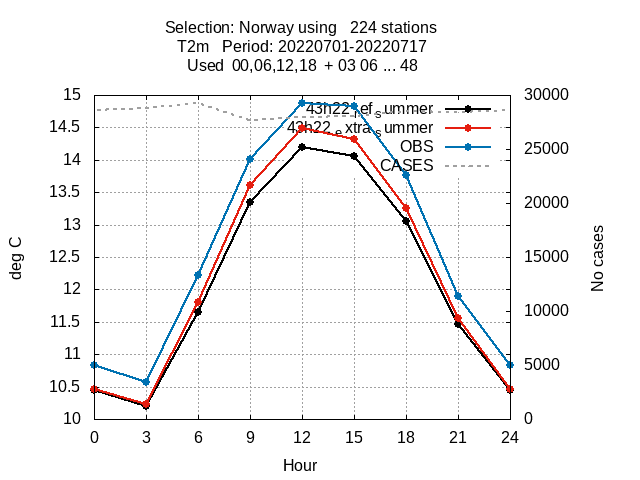 Selection: Norway using 224 stations
T2m Period: 20220701-20220717
Used 00,06,12,18 + 03 06 ... 48
15
14.5
14
13.5
13
12.5
12
11.5
11
10.5
10
30000
25000
20000
15000
10000
5000
0
deg C
No cases
43h22_ref_summer
43h22_extra_summer
OBS
CASES
0 3 6 9 12 15 18 21 24
Hour